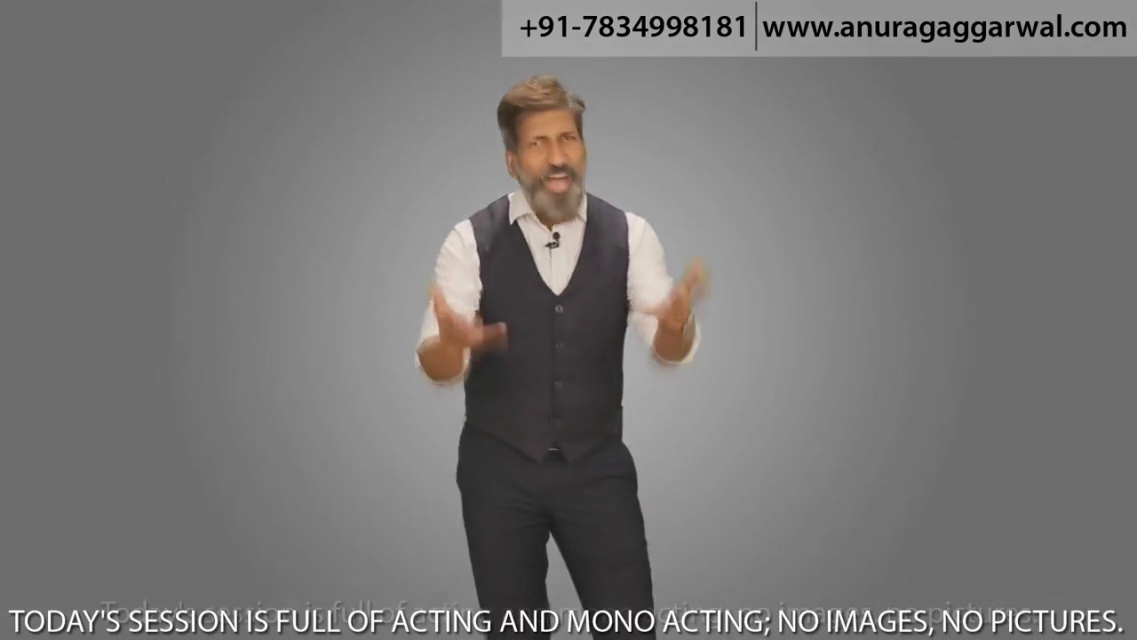 +91-7834998181 | www.anuragaggarwal.com
TODAY'S SESSION IS FULL OF ACTING AND MONO ACTING; NO IMAGES, NO PICTURES.